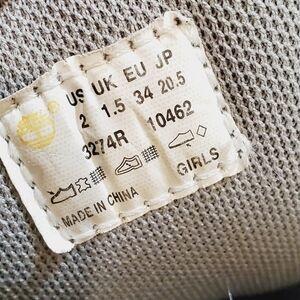 US UK EU JP
2 1.5 34 20.5
3274R 10462
GIRLS
MADE IN CHINA